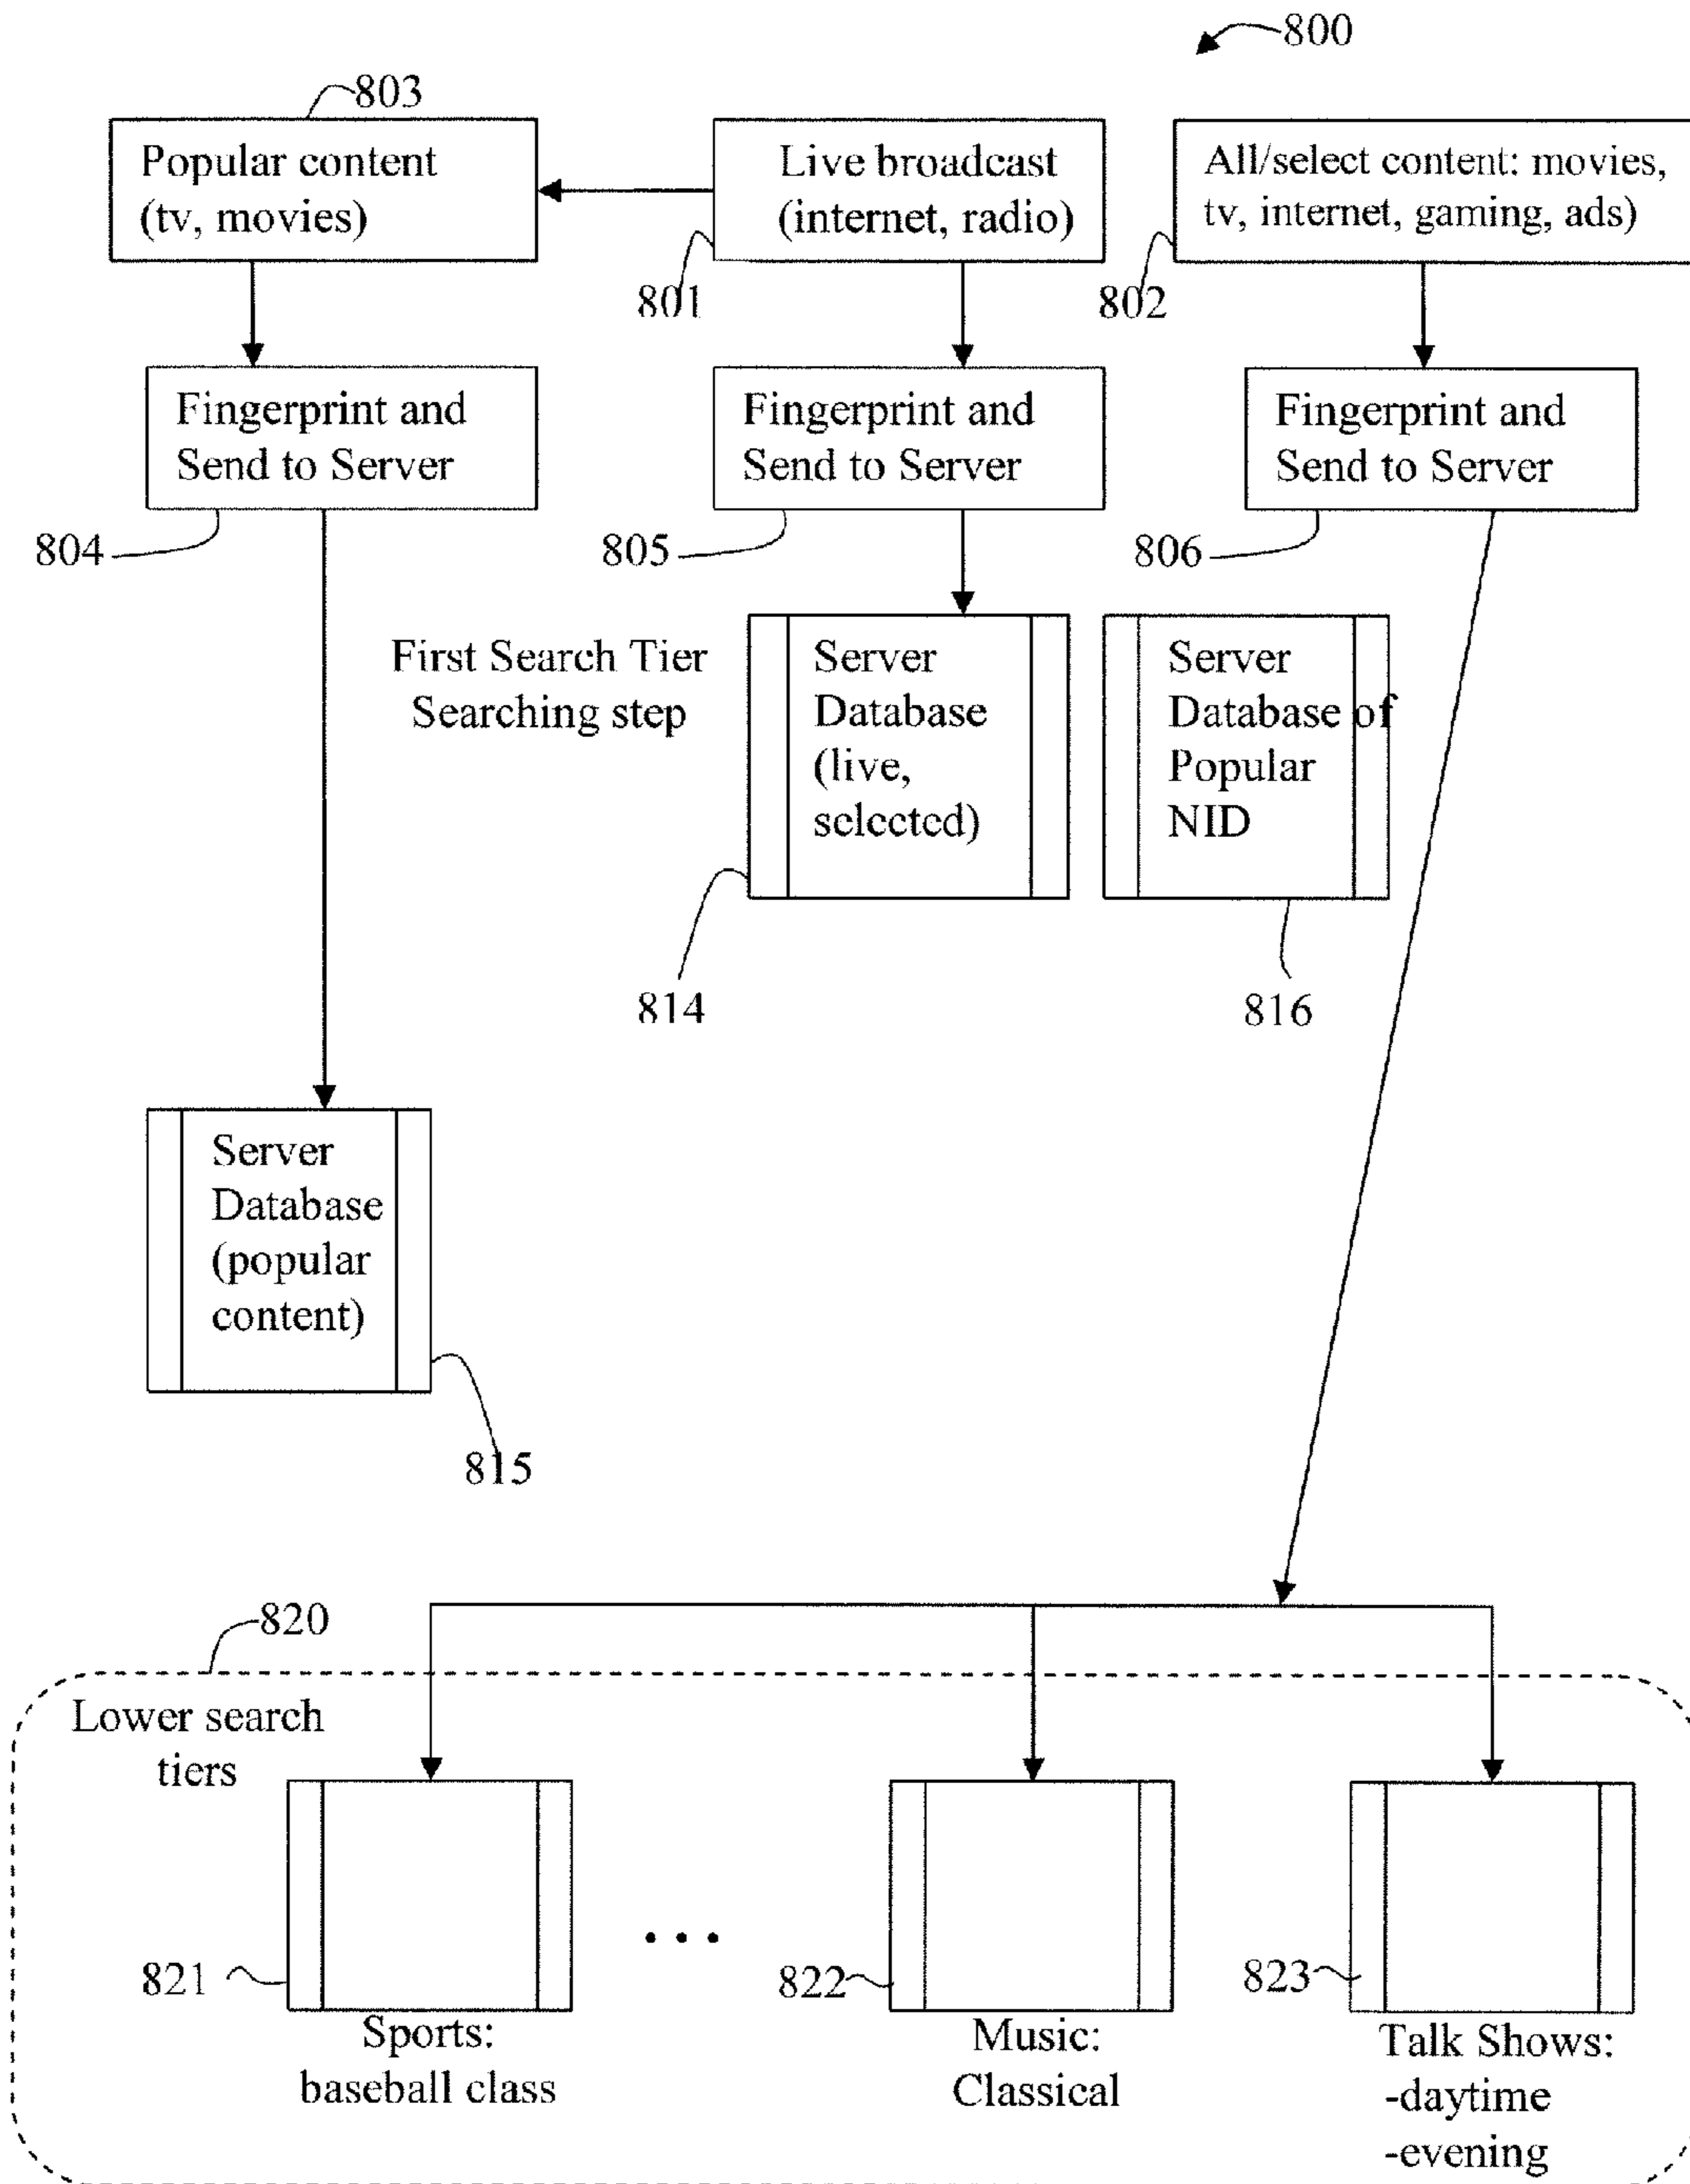 800
803
Popular content
(tv, movies)
Live broadcast
(internet, radio)
All/select content: movies,
tv, internet, gaming, ads)
801
802
Fingerprint and
Send to Server
Fingerprint and
Send to Server
Fingerprint and
Send to Server
804
805
806
First Search Tier
Searching step
Server
Database
(live,
selected)
Server
Database of
Popular
NID
814
816
Server
Database
(popular
content)
815
820
Lower search
tiers
821
822
823
Sports:
baseball class
Music:
Classical
Talk Shows:
-daytime
-evening